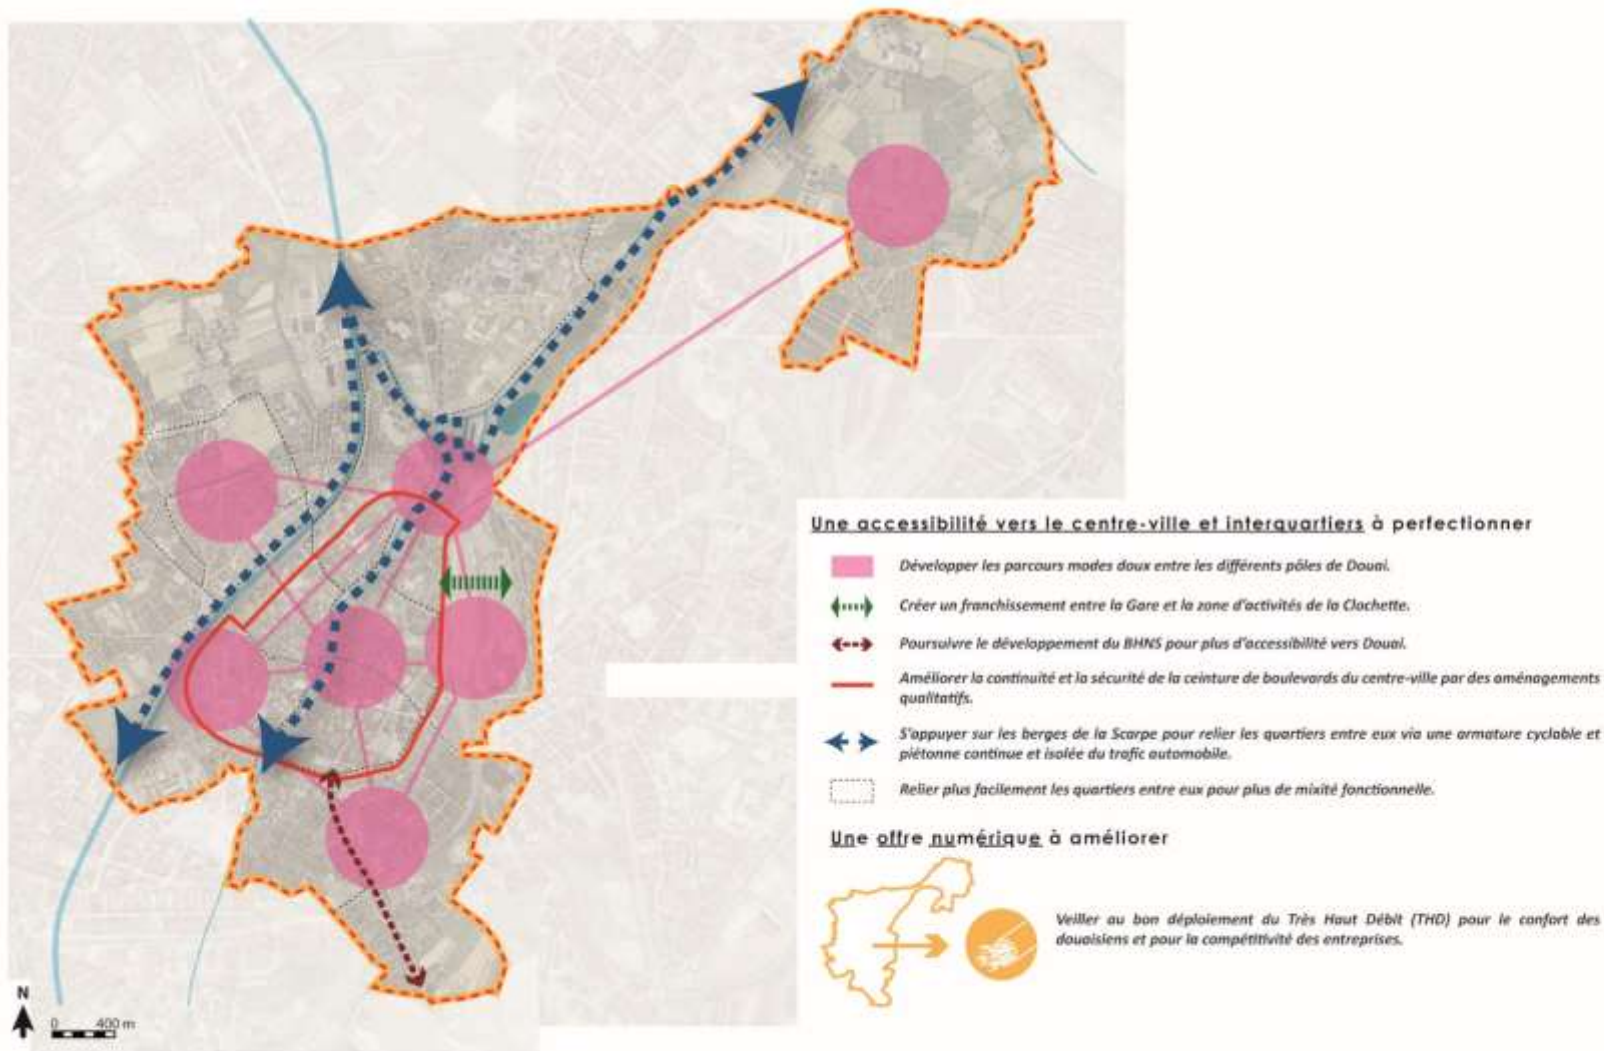 Une accessibilité vers le centre-ville et interquartiers à perfectionner
Développer les parcours modes doux entre les différents pôles de Douai.
Créer un franchissement entre la Gare et la zone d'activités de la Clochette.
Poursuivre le développement du BHNS pour plus d'accessibilité vers Douai.
Améliorer la continuité et la sécurité de la ceinture de boulevards du centre-ville par des aménagements
qualitatifs.
S'appuyer sur les berges de la Scarpe pour relier les quartiers entre eux via une armature cyclable et
piétonne continue et isolée du trafic automobile.
Relier plus facilement les quartiers entre eux pour plus de mixité fonctionnelle.
Une offre numérique à améliorer
Veiller au bon déploiement du Très Haut Débit (THD) pour le confort des
douaisiens et pour la compétitivité des entreprises.
N
0 400 m